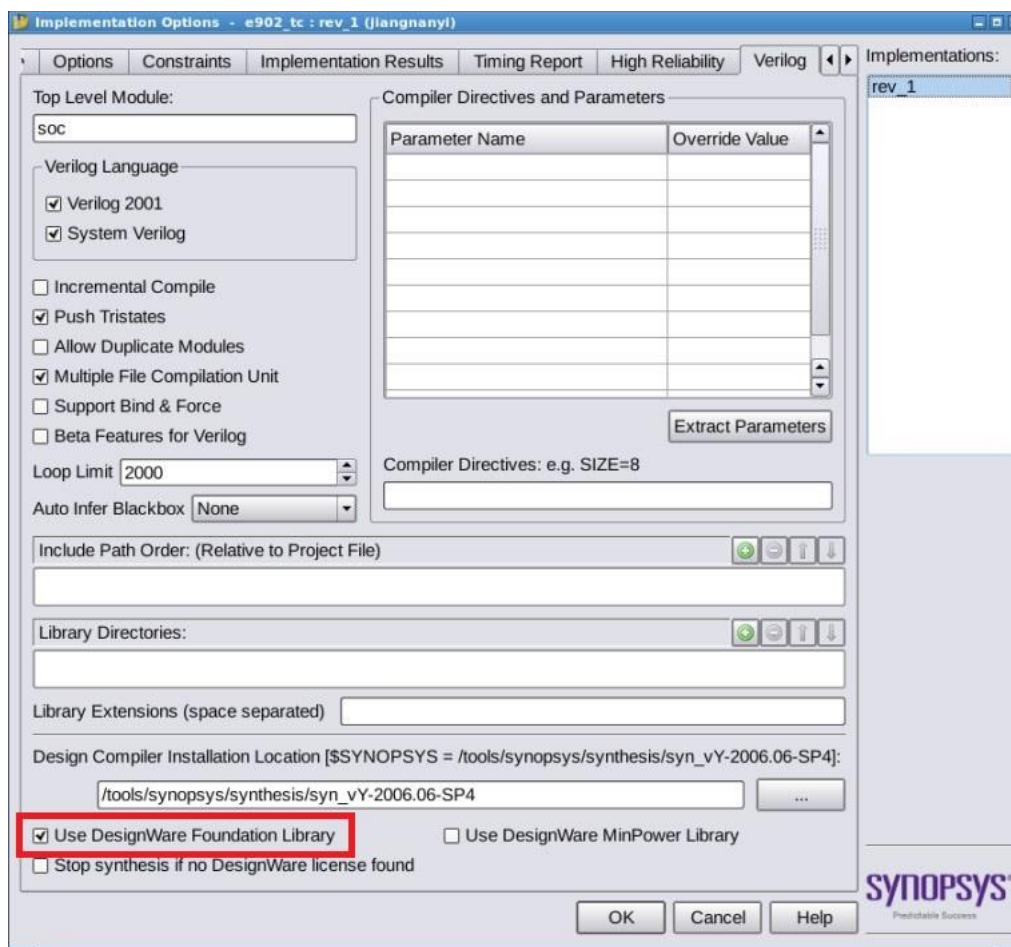 Implementation Options - e902_tc : rev_1 (jiangnanyi)
Options Constraints Implementation Results Timing Report High Reliability Verilog
Implementations:
rev_1
Top Level Module:
soc
Verilog Language
Verilog 2001
System Verilog
Incremental Compile
Push Tristates
Allow Duplicate Modules
Multiple File Compilation Unit
Support Bind & Force
Beta Features for Verilog
Loop Limit 2000
Auto Infer Blackbox None
Compiler Directives and Parameters
Parameter Name Override Value
Extract Parameters
Compiler Directives: e.g. SIZE=8
Include Path Order: (Relative to Project File)
Library Directories:
Library Extensions (space separated)
Design Compiler Installation Location [$SYNOPSYS = /tools/synopsys/synthesis/syn_vY-2006.06-SP4]:
/tools/synopsys/synthesis/syn_vY-2006.06-SP4 ...
Use DesignWare Foundation Library Use DesignWare MinPower Library
Stop synthesis if no DesignWare license found
OK Cancel Help
SYNOPSYS
Predictable Success